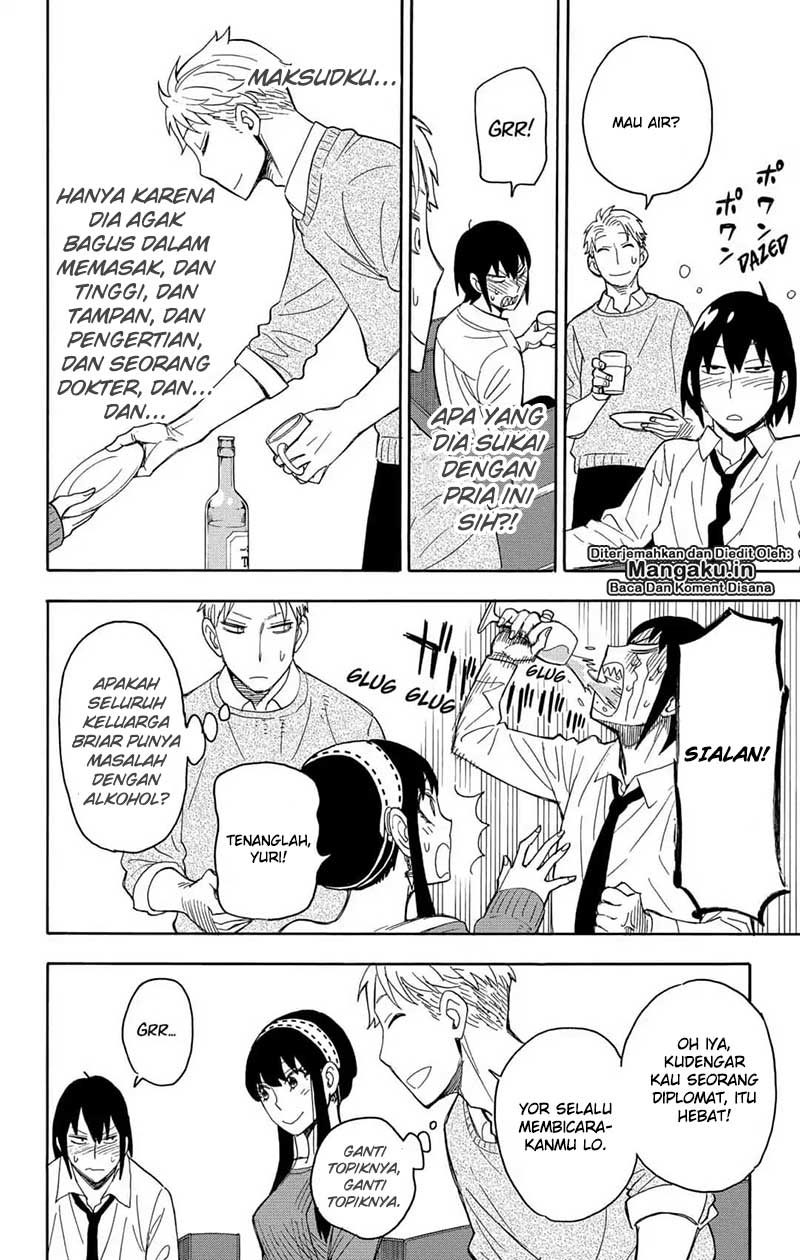 MAU AIR?
ポワン
ポワン
DAZED
GRR!
APA YANG
DIA SUKAI
DENGAN
PRIA INI
SIH?!
MAKSUDKU...
HANYA KARENA
DIA AGAK
BAGUS DALAM
MEMASAK, DAN
TINGGI, DAN
TAMPAN, DAN
PENGERTIAN,
DAN SEORANG
DOKTER, DAN...
DAN...
Diterjemahkan dan Diedit Oleh:
Mangaku.in
Baca Dan Koment Disana
SIALAN!
GLUG
GLUG GLUG
TENANGLAH,
YURI!
APAKAH
SELURUH
KELUARGA
BRIAR PUNYA
MASALAH
DENGAN
ALKOHOL?
OH IYA,
KUDENGAR
KAU SEORANG
DIPLOMAT, ITU
HEBAT!
YOR SELALU
MEMBICARA-
KANMU LO.
GANTI
TOPIKNYA,
GANTI
TOPIKNYA.
GRR...